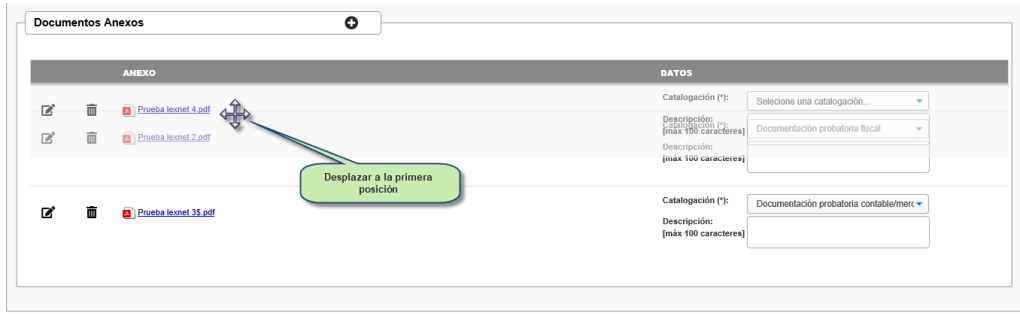 Documentos Anexos
ANEXO DATOS
Prueba lexnet 4.pdf
Catalogación (*): Selecione una catalogación...
Descripción:
[máx 100 caracteres]
Prueba lexnet 2.pdf
Catalogación (*): Documentación probatoria fiscal
Descripción:
[máx 100 caracteres]
Desplazar a la primera
posición
Prueba lexnet 3$.pdf
Catalogación (*): Documentación probatoria contable/merc
Descripción:
[máx 100 caracteres]